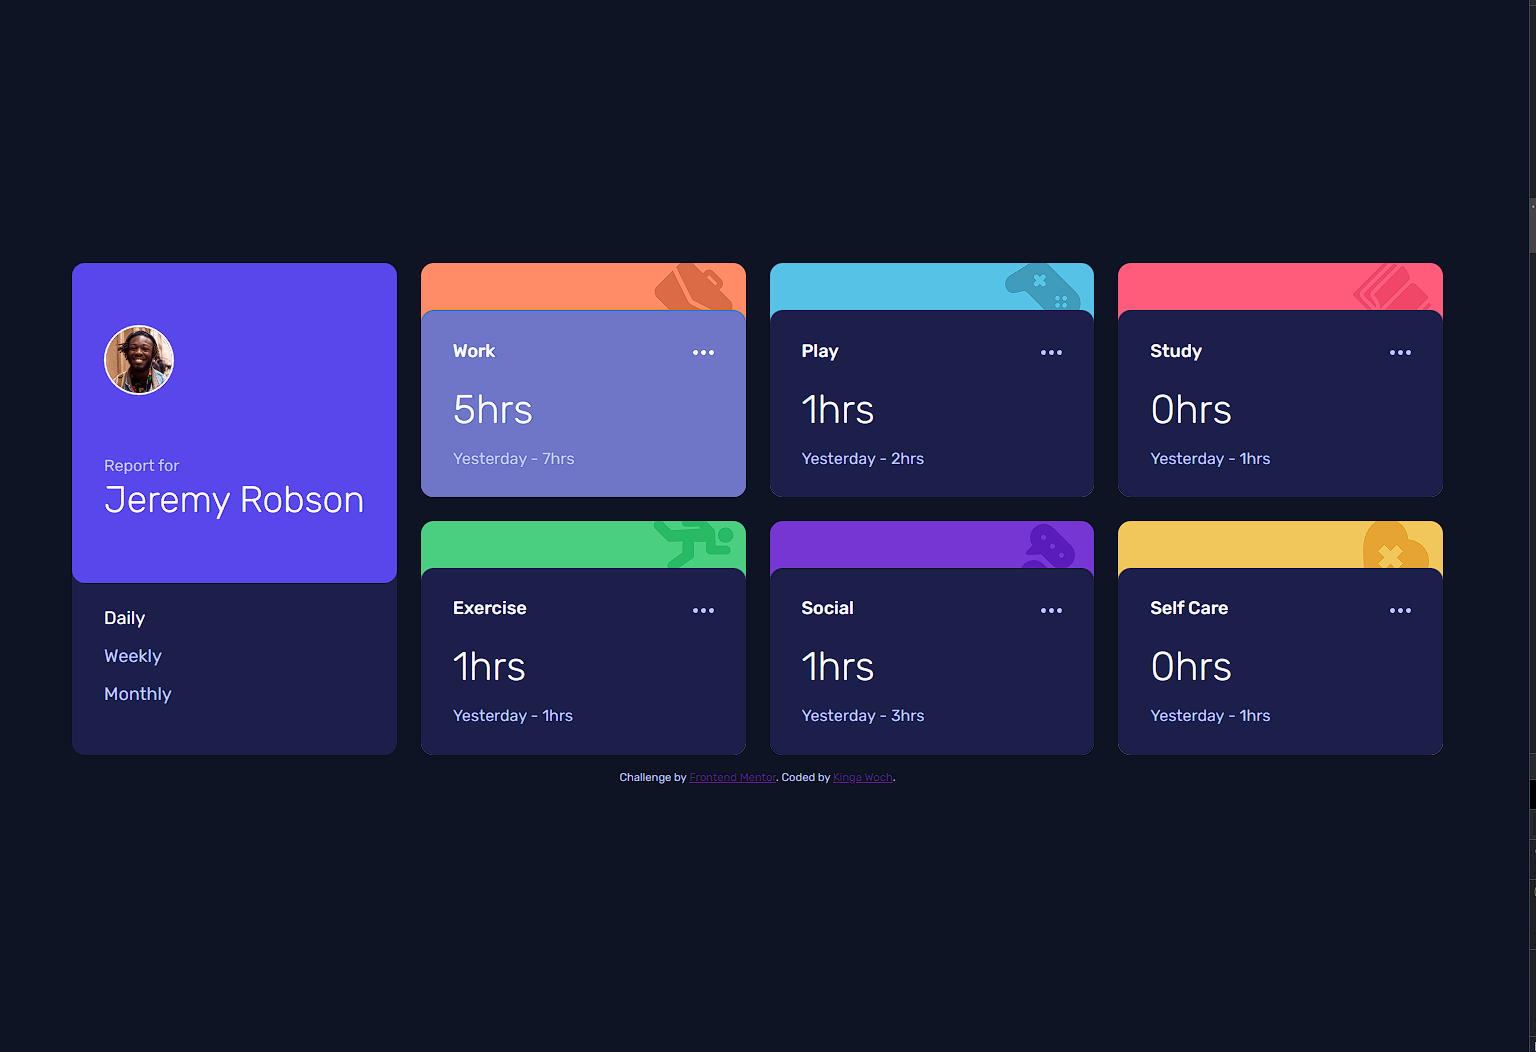 Report for
Jeremy Robson
Daily
Weekly
Monthly
Work
5hrs
Yesterday - 7hrs
Play
1hrs
Yesterday - 2hrs
Study
0hrs
Yesterday - 1hrs
Exercise
1hrs
Yesterday - 1hrs
Social
1hrs
Yesterday - 3hrs
Self Care
0hrs
Yesterday - 1hrs
Challenge by Frontend Mentor. Coded by Kinga Woch.